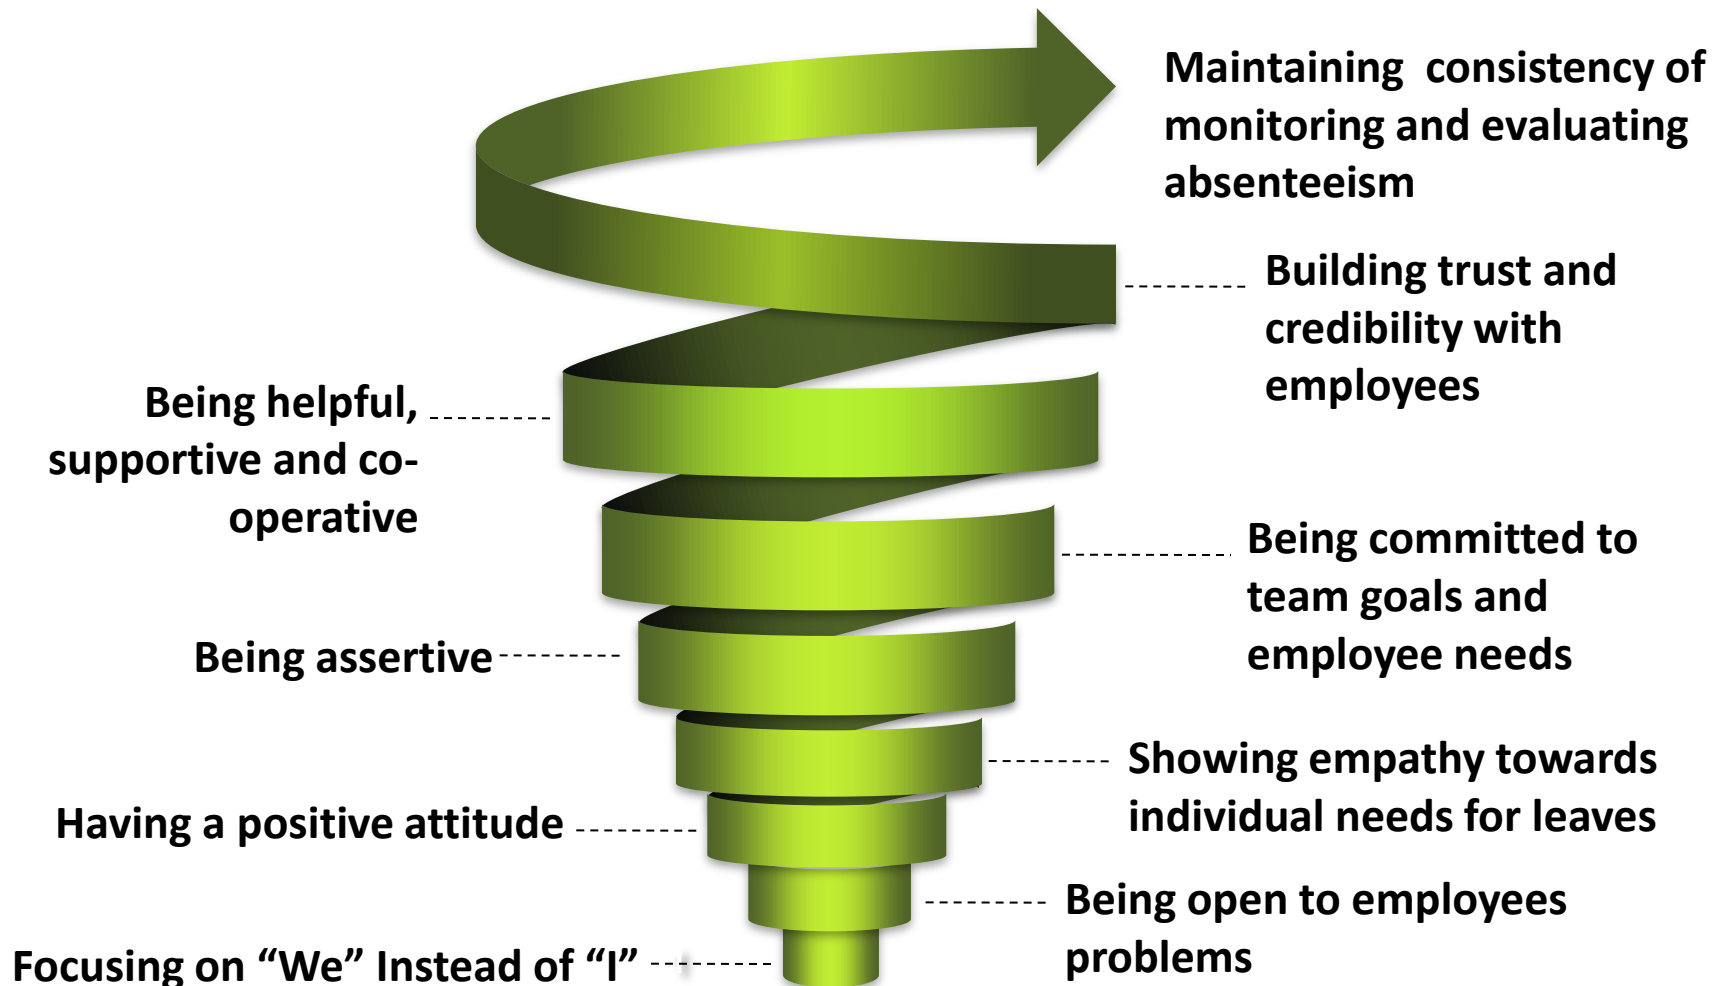 Maintaining consistency of
monitoring and evaluating
absenteeism
Building trust and
credibility with
employees
Being helpful,
supportive and co-
operative
Being committed to
team goals and
employee needs
Being assertive
Showing empathy towards
individual needs for leaves
Having a positive attitude
Being open to employees
problems
Focusing on “We” Instead of “I”